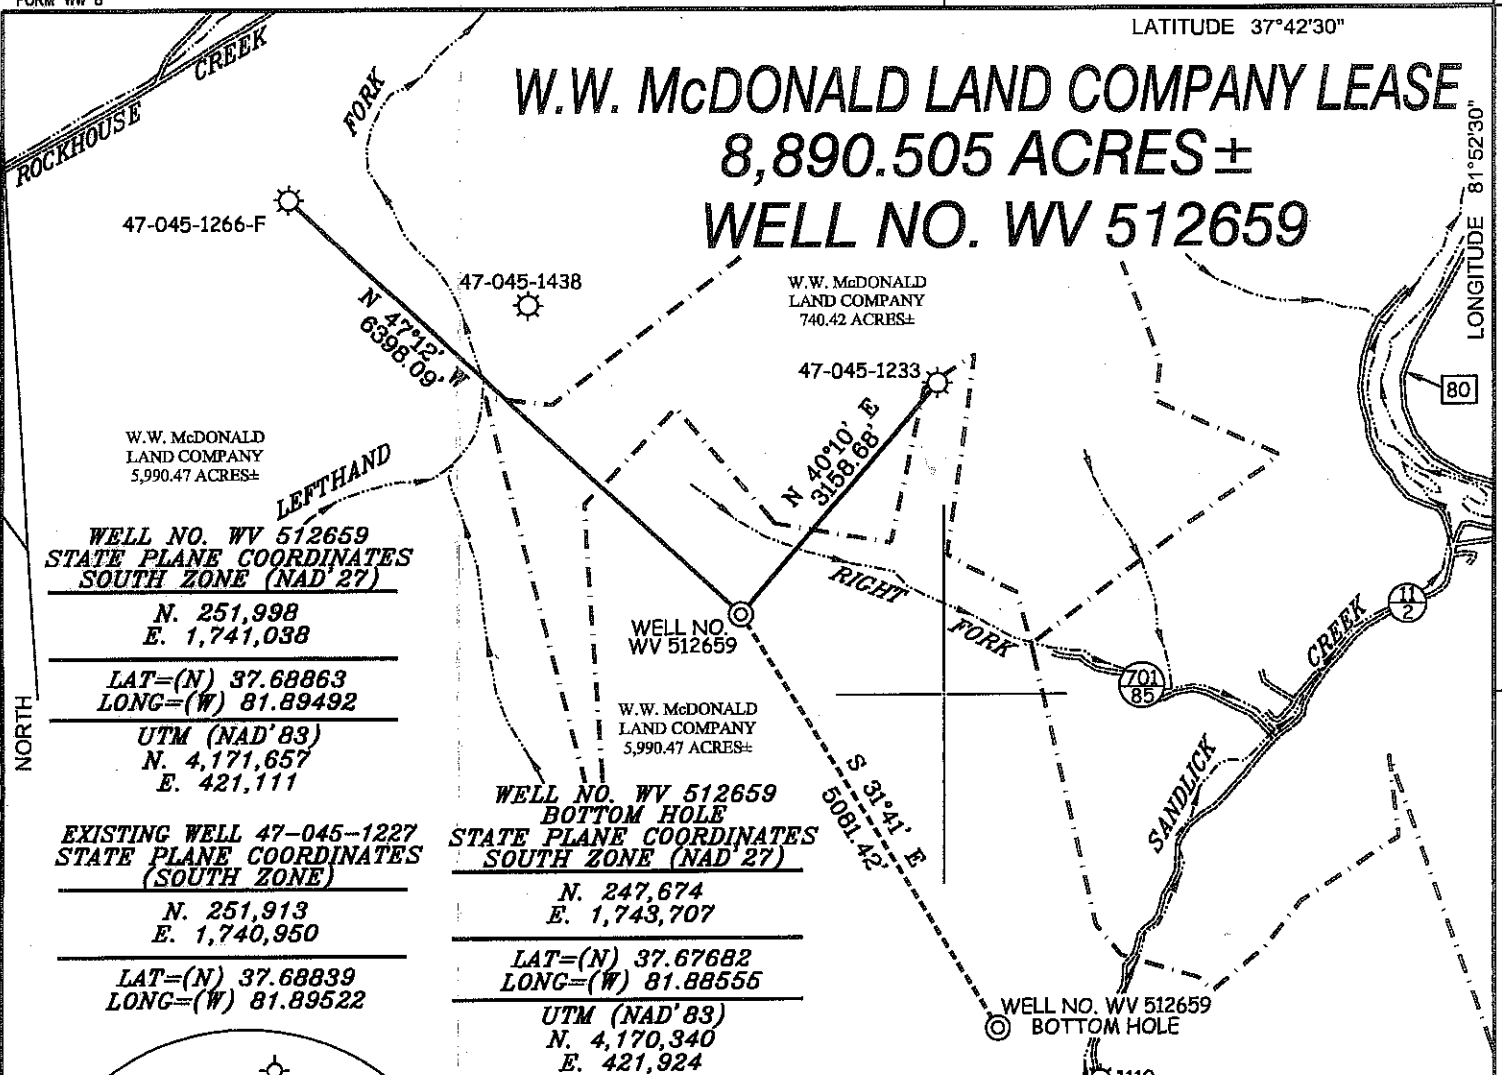 FORM WW-6
LATITUDE 37°42'30"
W.W. McDONALD LAND COMPANY LEASE
8,890.505 ACRES±
WELL NO. WV 512659
LONGITUDE 81°52'30"
ROCKHOUSE CREEK
FORK
47-045-1266-F
47-045-1438
N 47°12' W
6398.09'
W.W. McDONALD
LAND COMPANY
740.42 ACRES±
47-045-1233
N 40°10' E
3158.68'
80
W.W. McDONALD
LAND COMPANY
5,990.47 ACRES±
LEFTHAND
RIGHT FORK
WELL NO.
WV 512659
11
2
701
85
SANDLICK CREEK
NORTH
W.W. McDONALD
LAND COMPANY
5,990.47 ACRES±
S 31°41' E
5081.42'
WELL NO. WV 512659
STATE PLANE COORDINATES
SOUTH ZONE (NAD'27)
N. 251,998
E. 1,741,038
LAT=(N) 37.68863
LONG=(W) 81.89492
UTM (NAD'83)
N. 4,171,657
E. 421,111
EXISTING WELL 47-045-1227
STATE PLANE COORDINATES
(SOUTH ZONE)
N. 251,913
E. 1,740,950
LAT=(N) 37.68839
LONG=(W) 81.89522
WELL NO. WV 512659
BOTTOM HOLE
STATE PLANE COORDINATES
SOUTH ZONE (NAD'27)
N. 247,674
E. 1,743,707
LAT=(N) 37.67682
LONG=(W) 81.88555
UTM (NAD'83)
N. 4,170,340
E. 421,924
WELL NO. WV 512659
BOTTOM HOLE